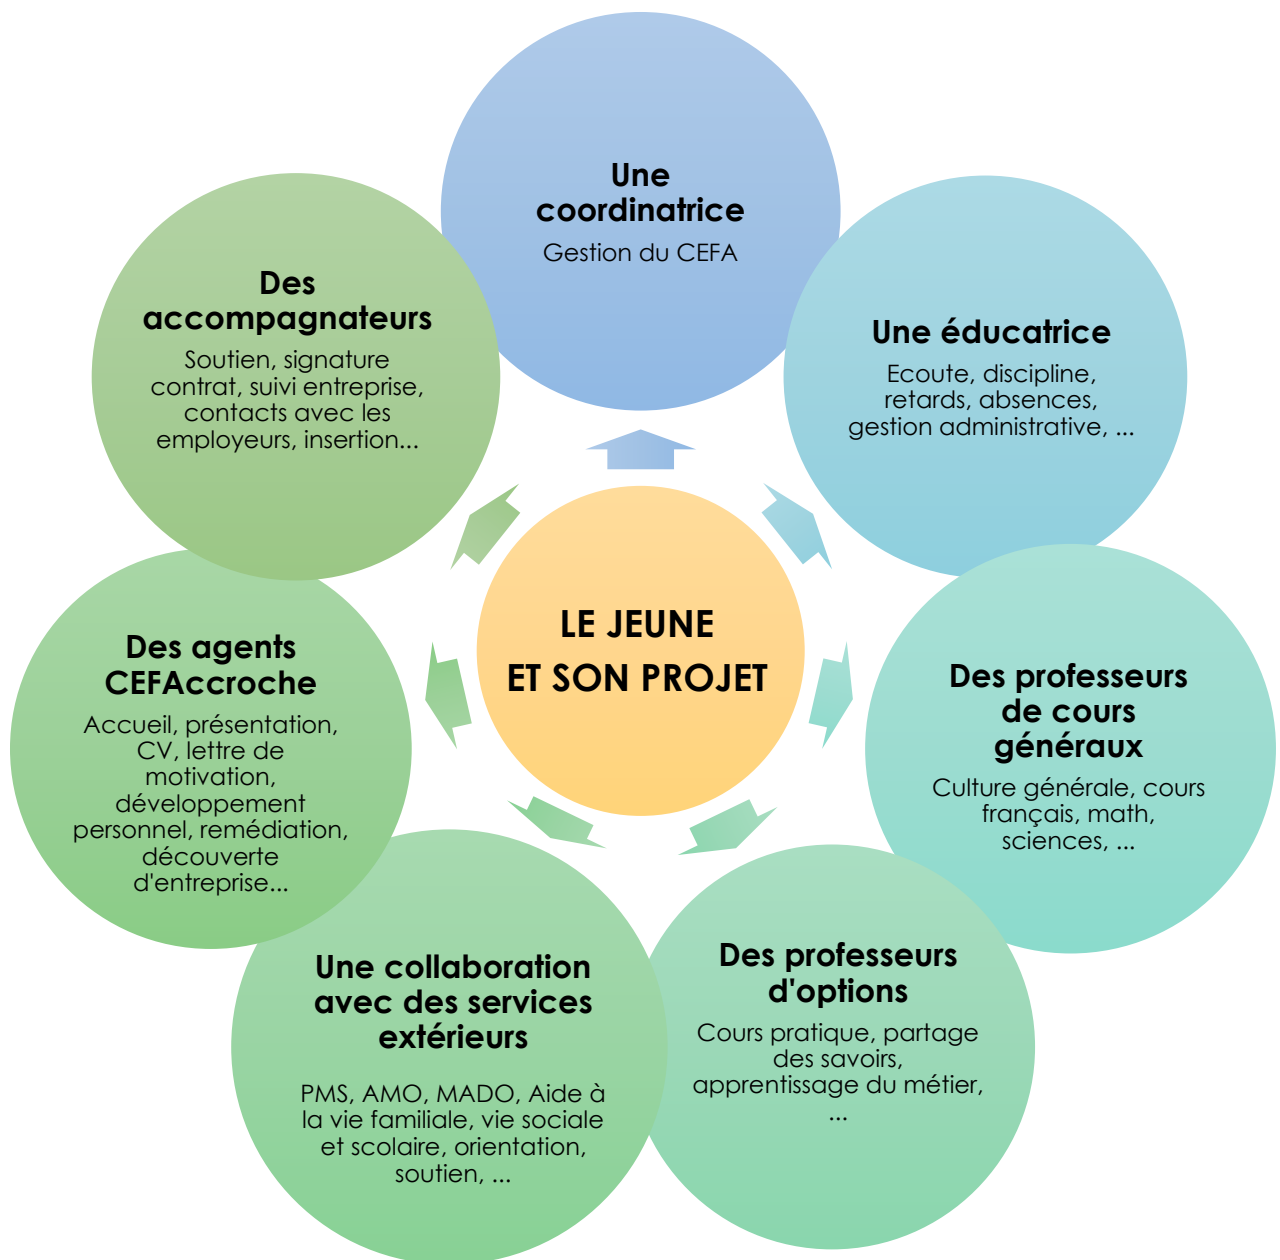 Une
coordinatrice
Gestion du CEFA
Une éducatrice
Ecoute, discipline,
retards, absences,
gestion administrative, ...
Des professeurs
de cours
généraux
Culture générale, cours
français, math,
sciences, ...
Des professeurs
d'options
Cours pratique, partage
des savoirs,
apprentissage du métier,
...
Une collaboration
avec des services
extérieurs
PMS, AMO, MADO, Aide à
la vie familiale, vie sociale
et scolaire, orientation,
soutien, ...
Des agents
CEFAccroche
Accueil, présentation,
CV, lettre de
motivation,
développement
personnel, remédiation,
découverte
d'entreprise...
Des
accompagnateurs
Soutien, signature
contrat, suivi entreprise,
contacts avec les
employeurs, insertion...
LE JEUNE
ET SON PROJET